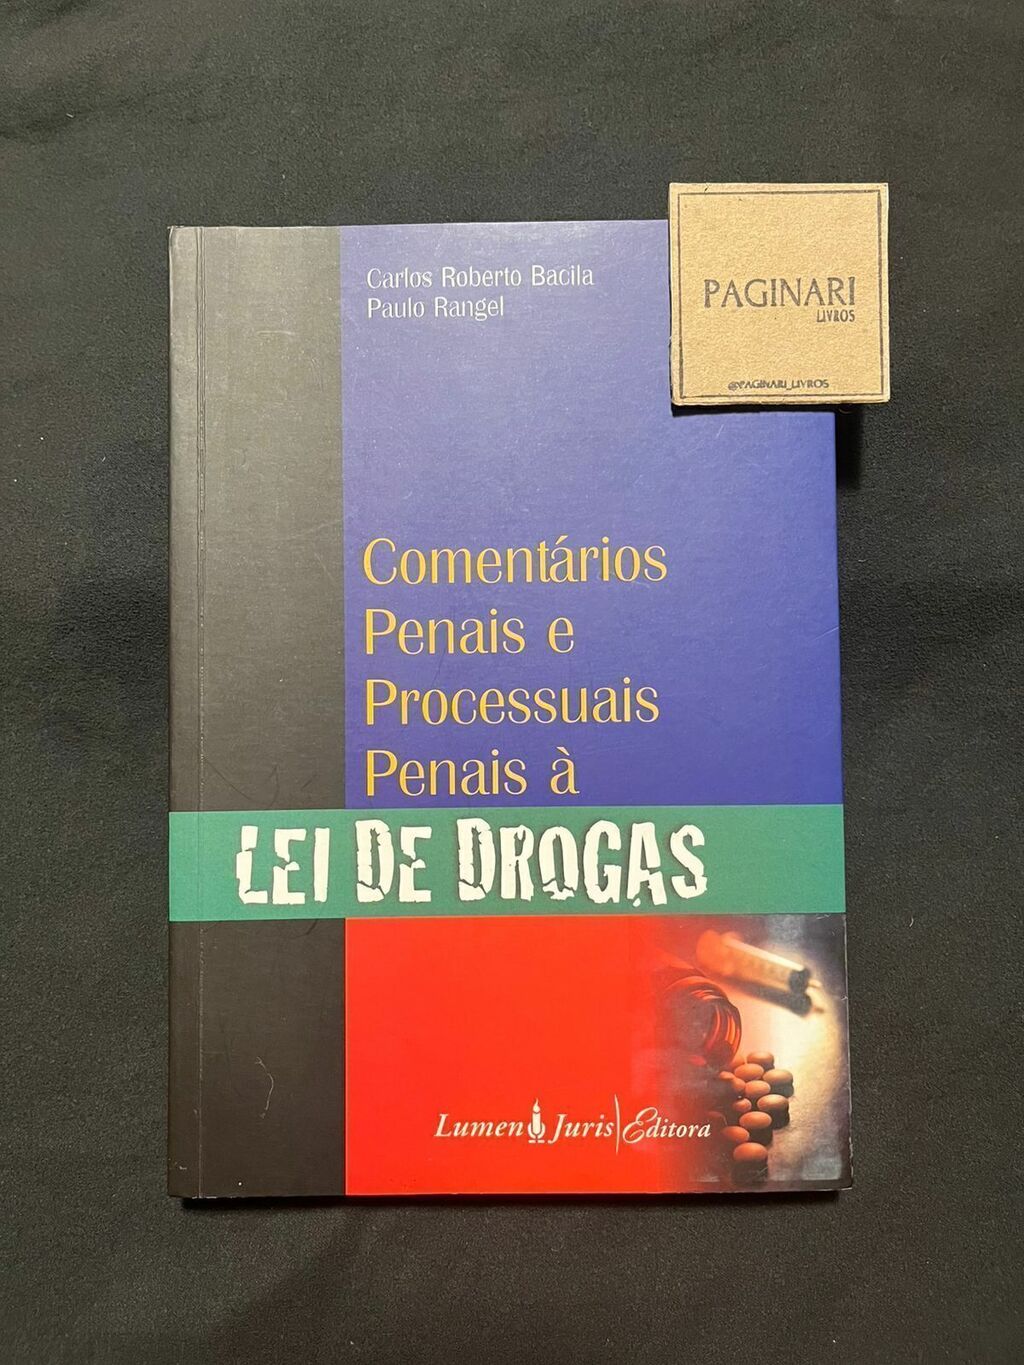 Carlos Roberto Bacila
Paulo Rangel
PAGINARI
LIVROS
@PAGINARI_LIVROS
Comentários
Penais e
Processuais
Penais à
LEI DE DROGAS
Lumen Juris Editora